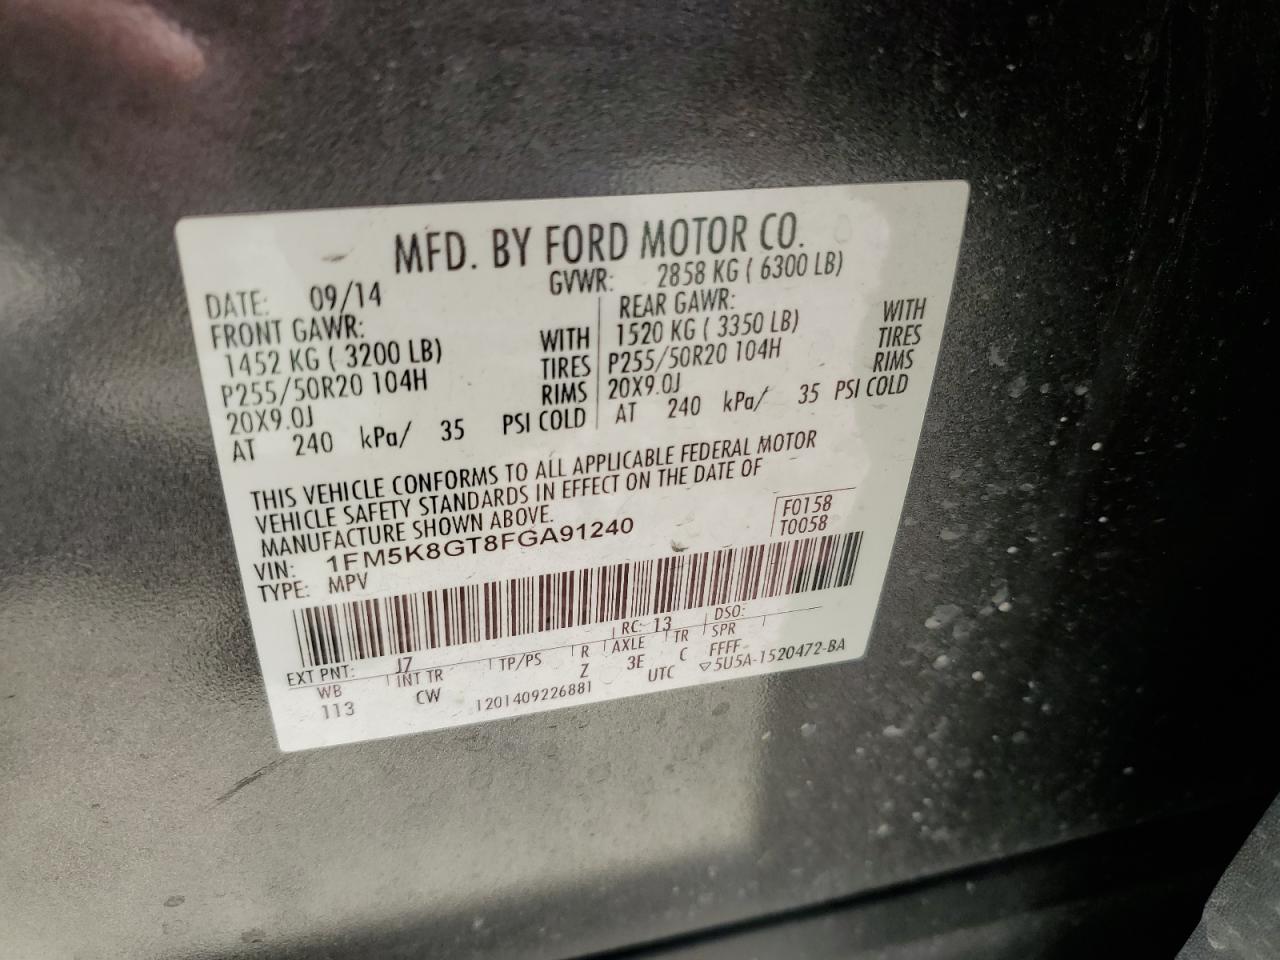 MFD. BY FORD MOTOR CO.
DATE: 09/14 GVWR: 2858 KG ( 6300 LB)
FRONT GAWR: REAR GAWR:
1452 KG ( 3200 LB) WITH 1520 KG ( 3350 LB) WITH
P255/50R20 104H TIRES P255/50R20 104H TIRES
20X9.0J RIMS 20X9.0J RIMS
AT 240 kPa/ 35 PSI COLD AT 240 kPa/ 35 PSI COLD
THIS VEHICLE CONFORMS TO ALL APPLICABLE FEDERAL MOTOR
VEHICLE SAFETY STANDARDS IN EFFECT ON THE DATE OF
MANUFACTURE SHOWN ABOVE.
F0158
T0058
VIN: 1FM5K8GT8FGA91240
TYPE: MPV
EXT PNT: J7 RC: 13 DSO:
WB INT TR TP/PS R AXLE TR SPR
113 CW Z 3E C FFFF
1201409226881 UTC ▽5U5A-1520472-BA